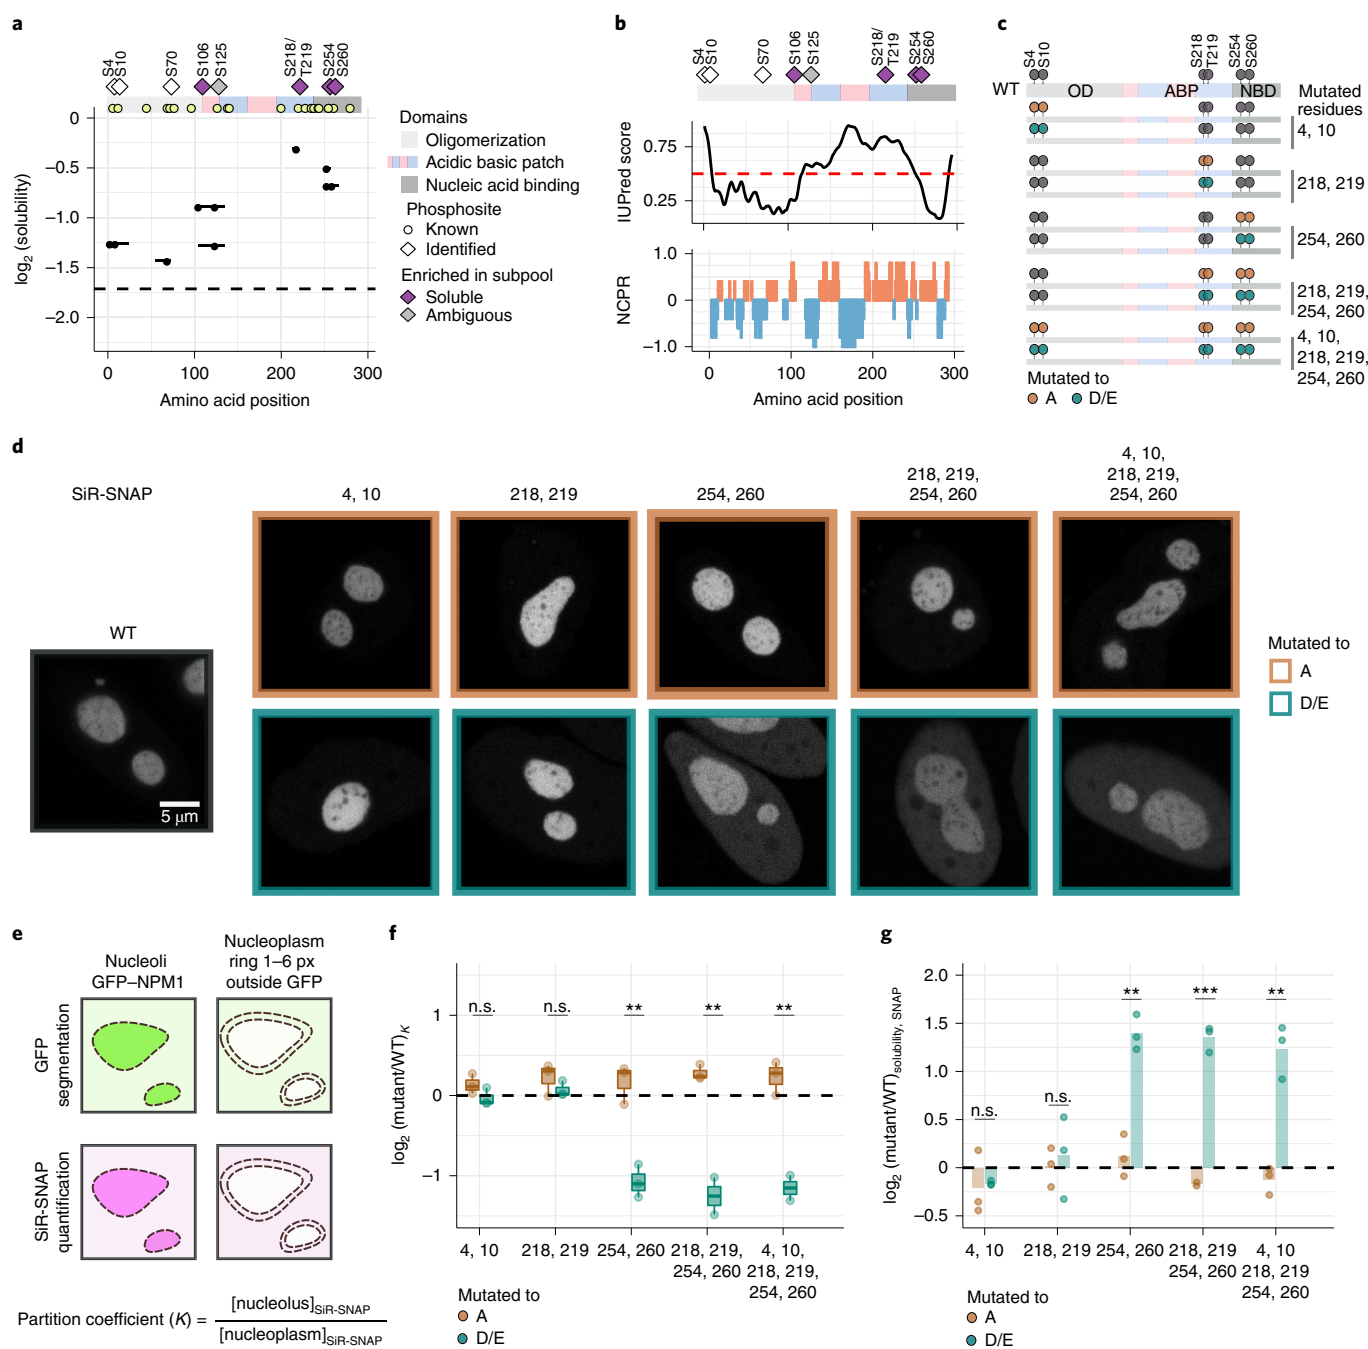 a
S4
S10
S70
S106
S125
S218/
T219
S254
S260
0
−0.5
−1.0
−1.5
−2.0
log2 (solubility)
0
100
200
300
Amino acid position
Domains
Oligomerization
Acidic basic patch
Nucleic acid binding
Phosphosite
Known
Identified
Enriched in subpool
Soluble
Ambiguous
b
S4
S10
S70
S106
S125
S218/
T219
S254
S260
IUPred score
0.75
0.25
NCPR
1.0
0
−1.0
0
100
200
300
Amino acid position
c
S4
S10
S218
T219
S254
S260
WT
OD
ABP
NBD
Mutated
residues
4, 10
218, 219
254, 260
218, 219,
254, 260
4, 10,
218, 219,
254, 260
Mutated to
A
D/E
d
SiR-SNAP
4, 10
218, 219
254, 260
218, 219,
254, 260
4, 10,
218, 219,
254, 260
WT
5 μm
Mutated to
A
D/E
e
Nucleoli
GFP–NPM1
Nucleoplasm
ring 1–6 px
outside GFP
GFP
segmentation
SiR-SNAP
quantification
Partition coefficient (K) = [nucleolus]SiR-SNAP
[nucleoplasm]SiR-SNAP
f
log2 (mutant/WT)K
1
0
−1
n.s.
n.s.
**
**
**
4, 10
218, 219
254, 260
218, 219,
254, 260
4, 10,
218, 219,
254, 260
Mutated to
A
D/E
g
log2 (mutant/WT)solubility, SNAP
2.0
1.5
1.0
0.5
0
−0.5
n.s.
n.s.
**
***
**
4, 10
218, 219
254, 260
218, 219
254, 260
4, 10
218, 219
254, 260
Mutated to
A
D/E